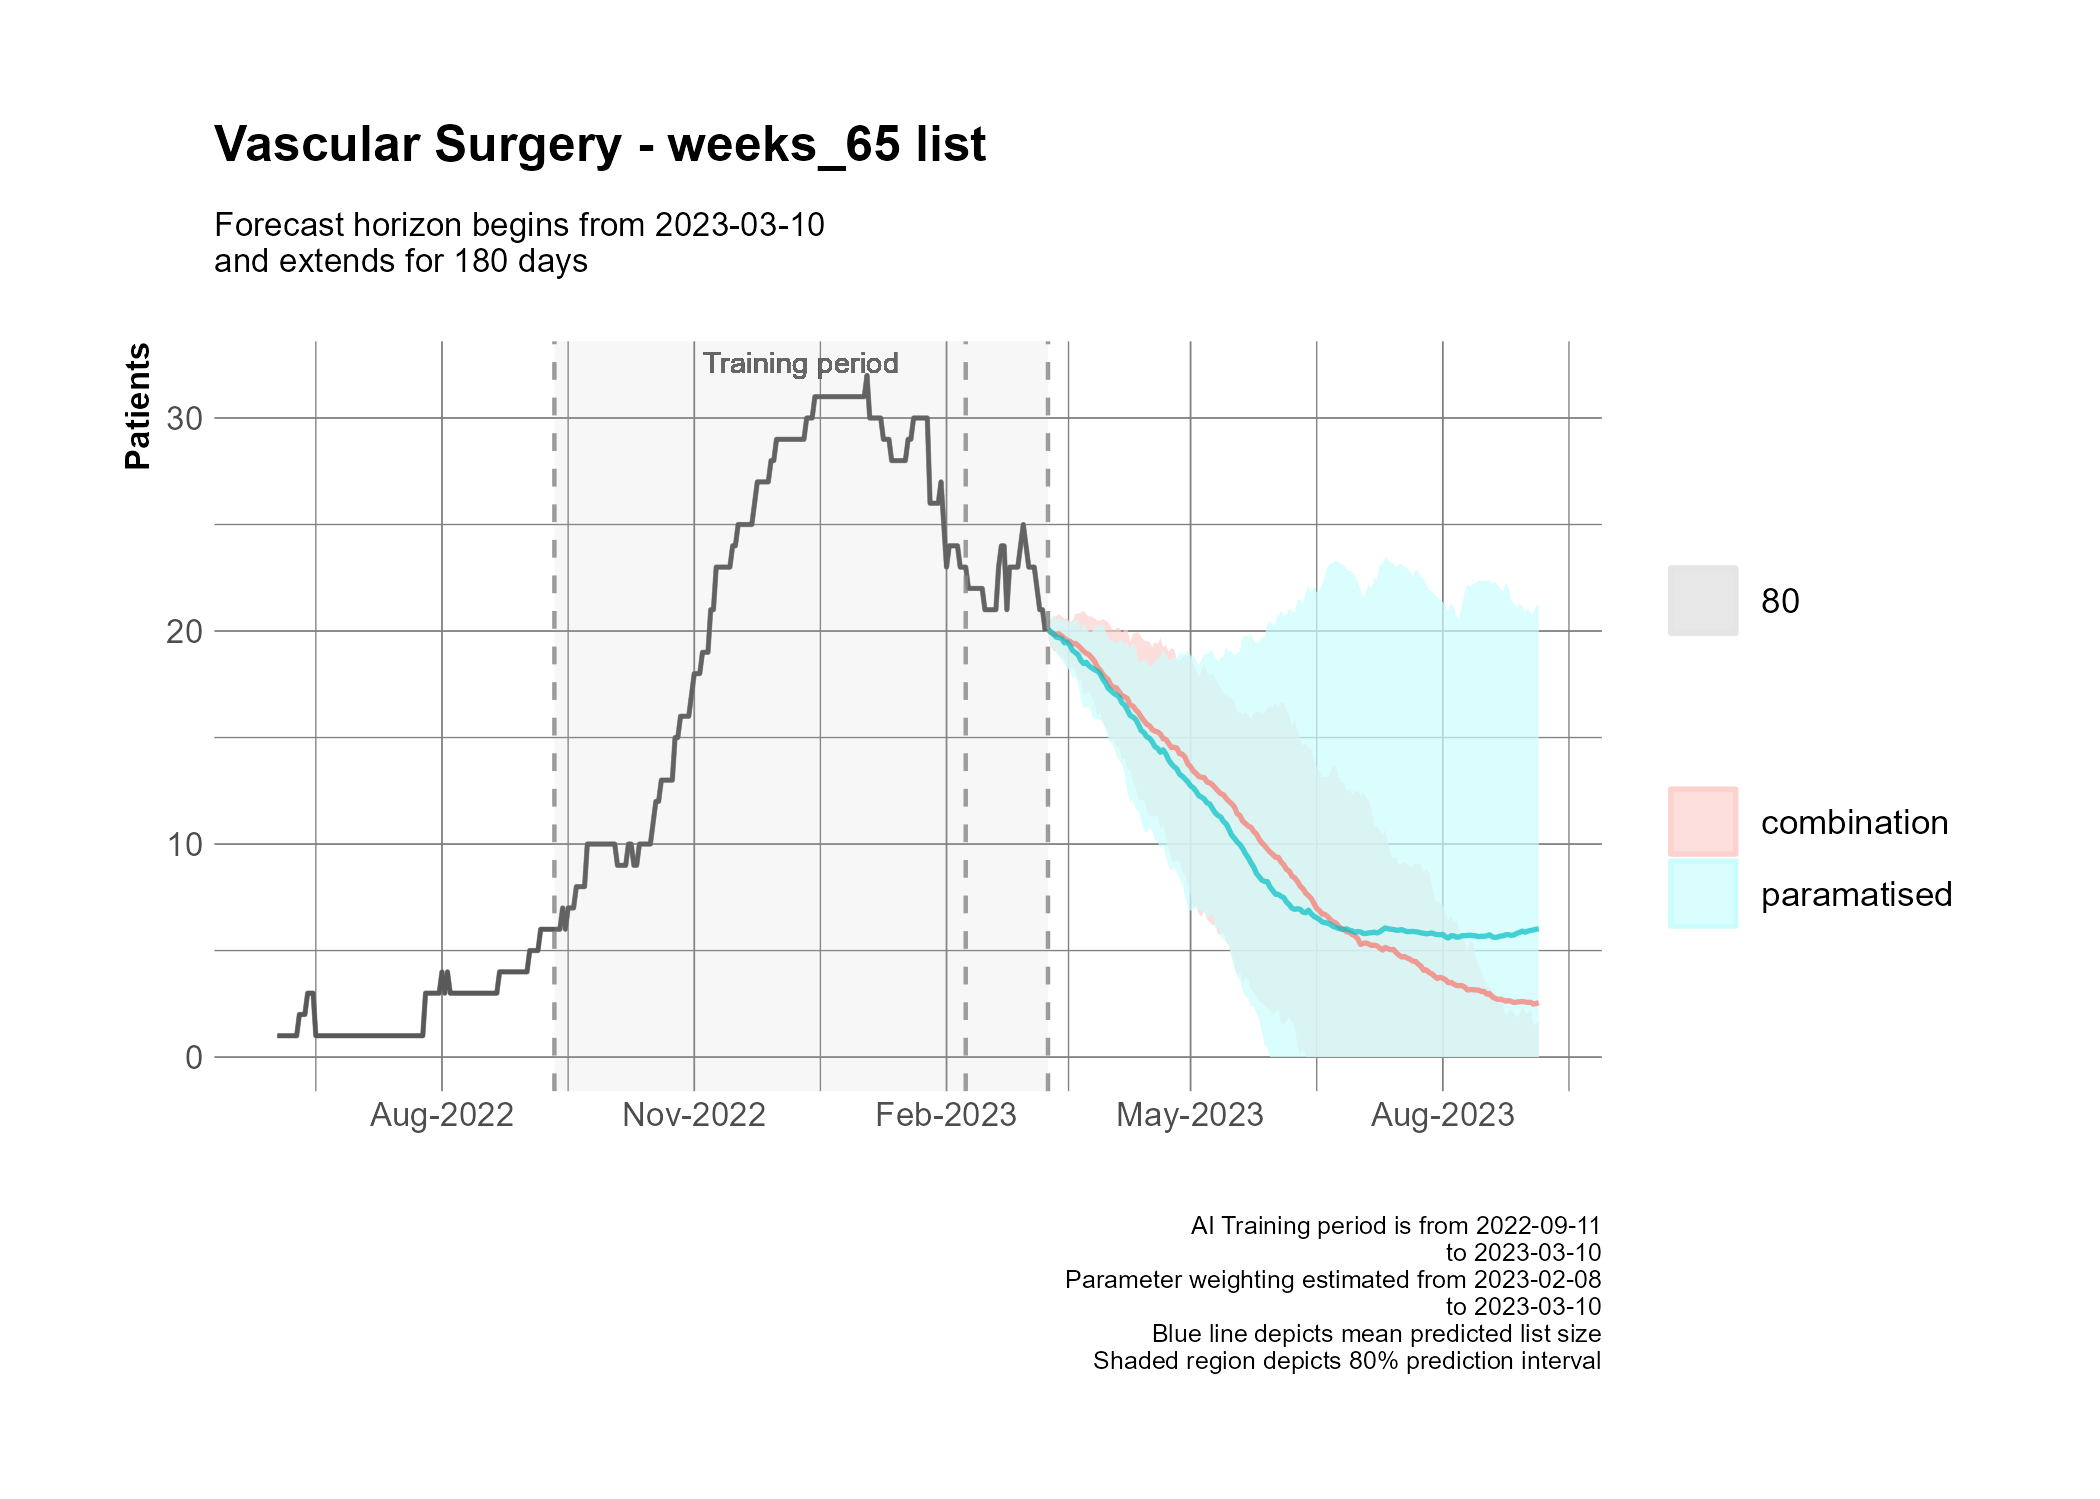 Vascular Surgery - weeks_65 list
Forecast horizon begins from 2023-03-10
and extends for 180 days
Patients
Training period
30
20
10
0
Aug-2022
Nov-2022
Feb-2023
May-2023
Aug-2023
80
combination
paramatised
AI Training period is from 2022-09-11
to 2023-03-10
Parameter weighting estimated from 2023-02-08
to 2023-03-10
Blue line depicts mean predicted list size
Shaded region depicts 80% prediction interval